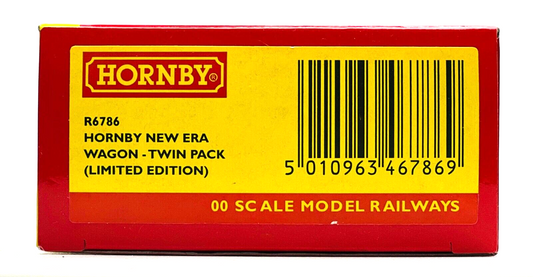 HORNBY®
R6786
HORNBY NEW ERA
WAGON - TWIN PACK
(LIMITED EDITION)
5 010963 467869
00 SCALE MODEL RAILWAYS